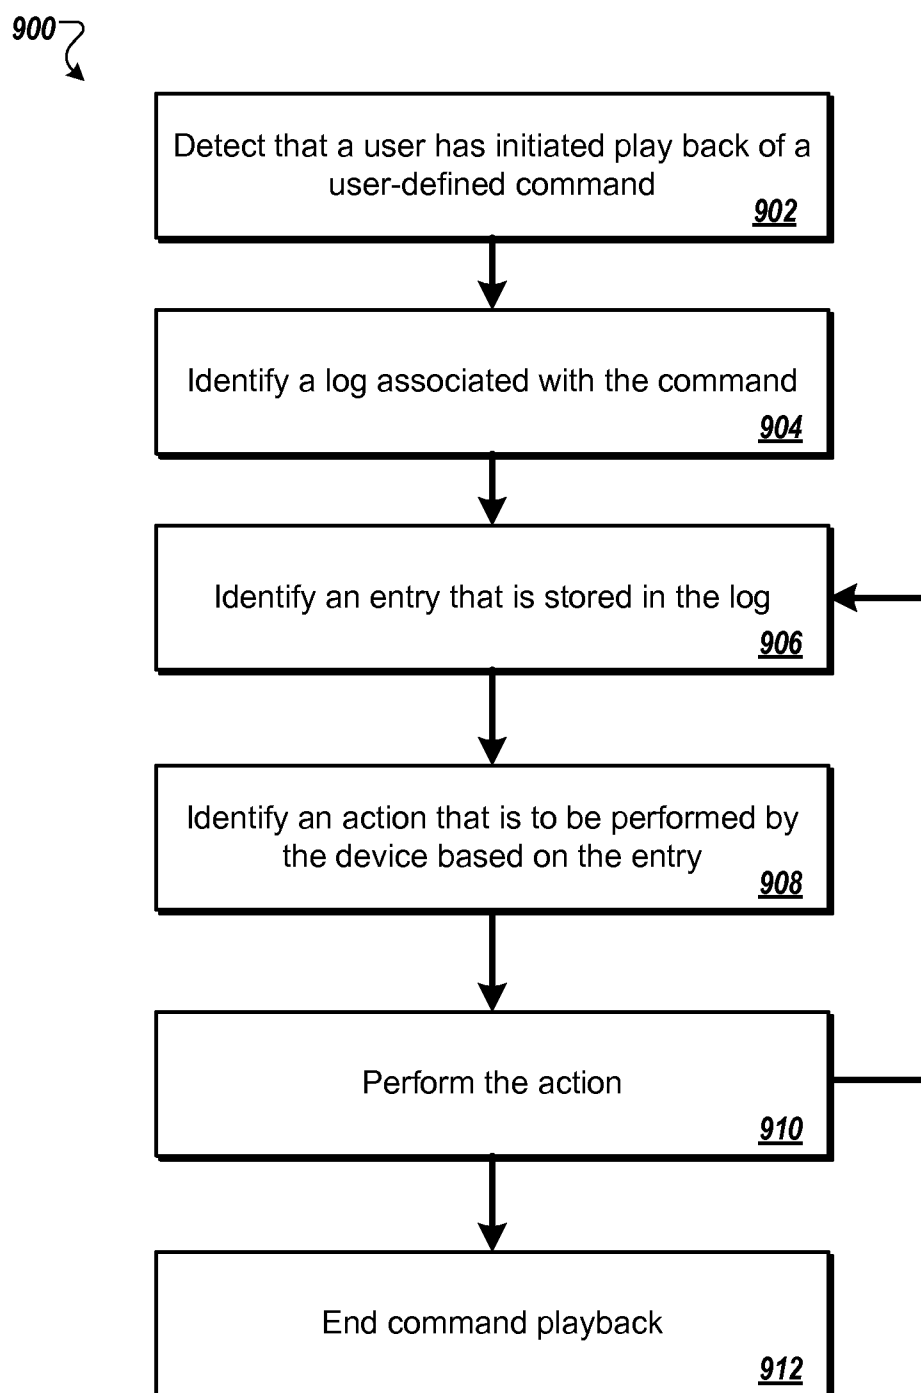 900
Detect that a user has initiated play back of a
user-defined command
902
Identify a log associated with the command
904
Identify an entry that is stored in the log
906
Identify an action that is to be performed by
the device based on the entry
908
Perform the action
910
End command playback
912